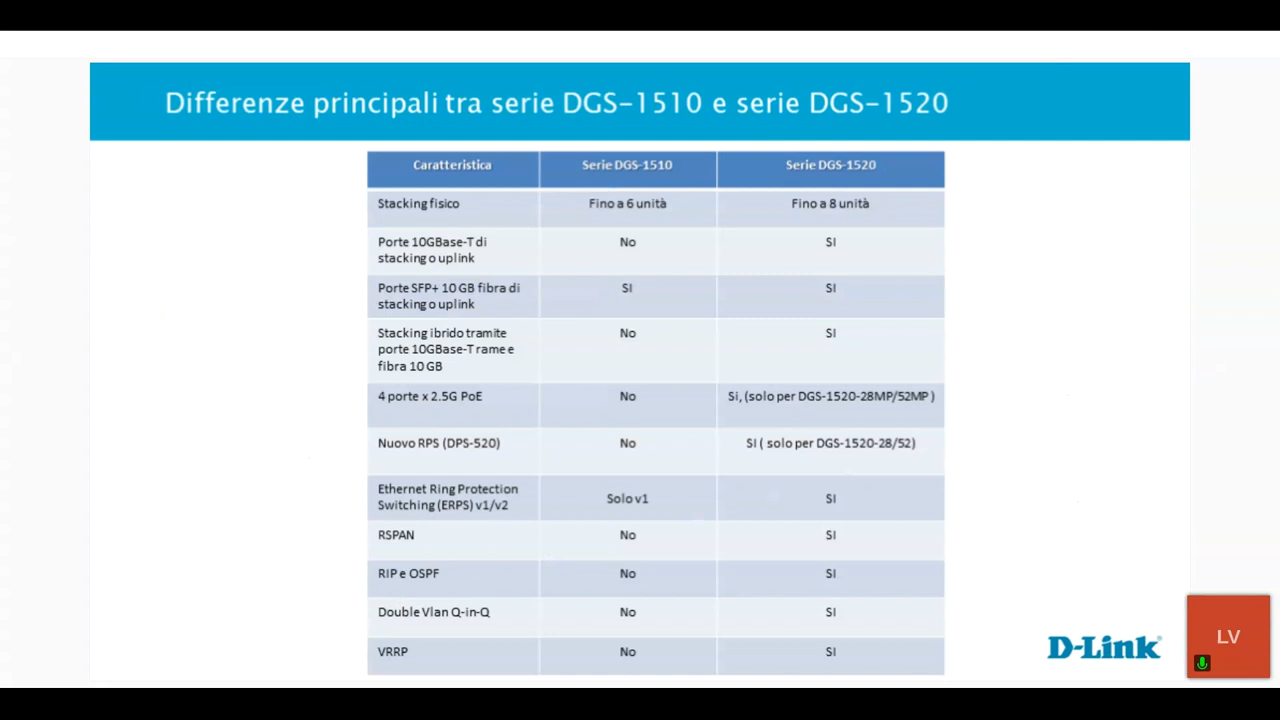 Differenze principali tra serie DGS-1510 e serie DGS-1520
Caratteristica Serie DGS-1510 Serie DGS-1520
Stacking fisico Fino a 6 unità Fino a 8 unità
Porte 10GBase-T di No SI
stacking o uplink
Porte SFP+ 10 GB fibra di SI SI
stacking o uplink
Stacking ibrido tramite No SI
porte 10GBase-T rame e
fibra 10 GB
4 porte x 2.5G PoE No Si, (solo per DGS-1520-28MP/52MP )
Nuovo RPS (DPS-520) No SI ( solo per DGS-1520-28/52)
Ethernet Ring Protection
Switching (ERPS) v1/v2 Solo v1 SI
RSPAN No SI
RIP e OSPF No SI
Double Vlan Q-in-Q No SI
VRRP No SI
D-Link®
LV